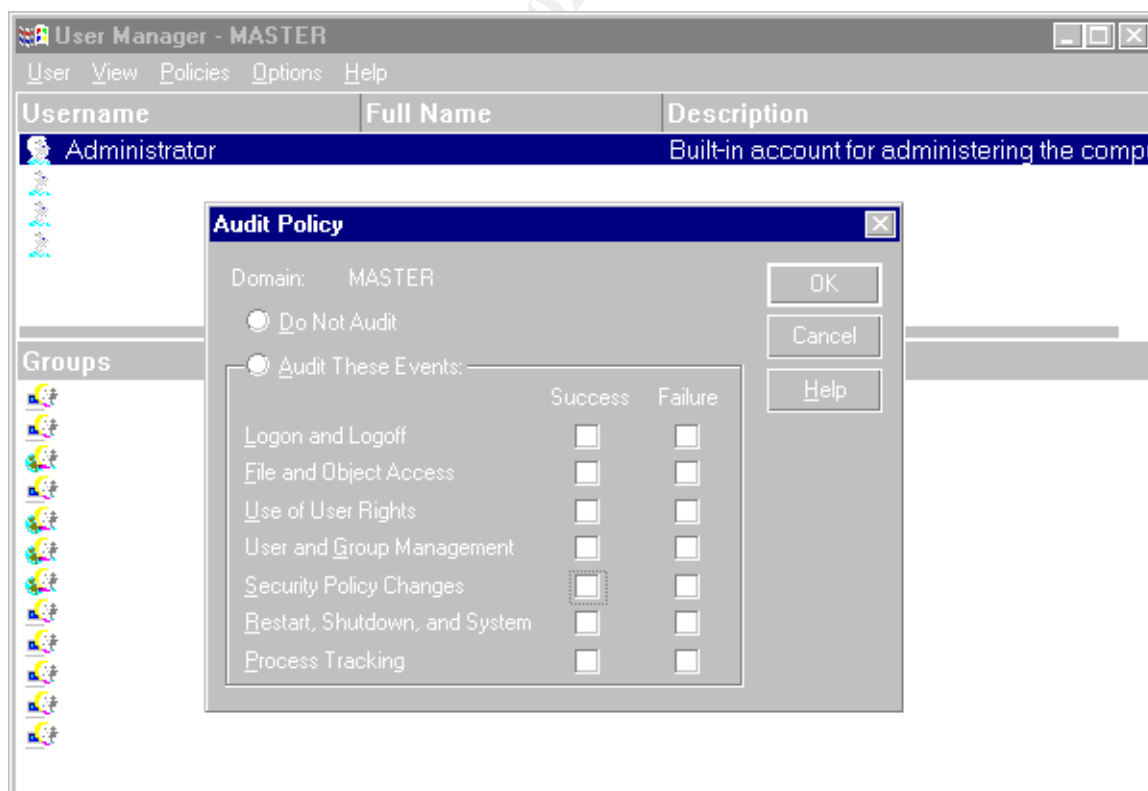 User Manager - MASTER
User View Policies Options Help
Username Full Name Description
Administrator Built-in account for administering the
Audit Policy
Domain: MASTER
OK
Do Not Audit
Cancel
Groups
Audit These Events:
Help
Success Failure
Logon and Logoff
File and Object Access
Use of User Rights
User and Group Management
Security Policy Changes
Restart, Shutdown, and System
Process Tracking